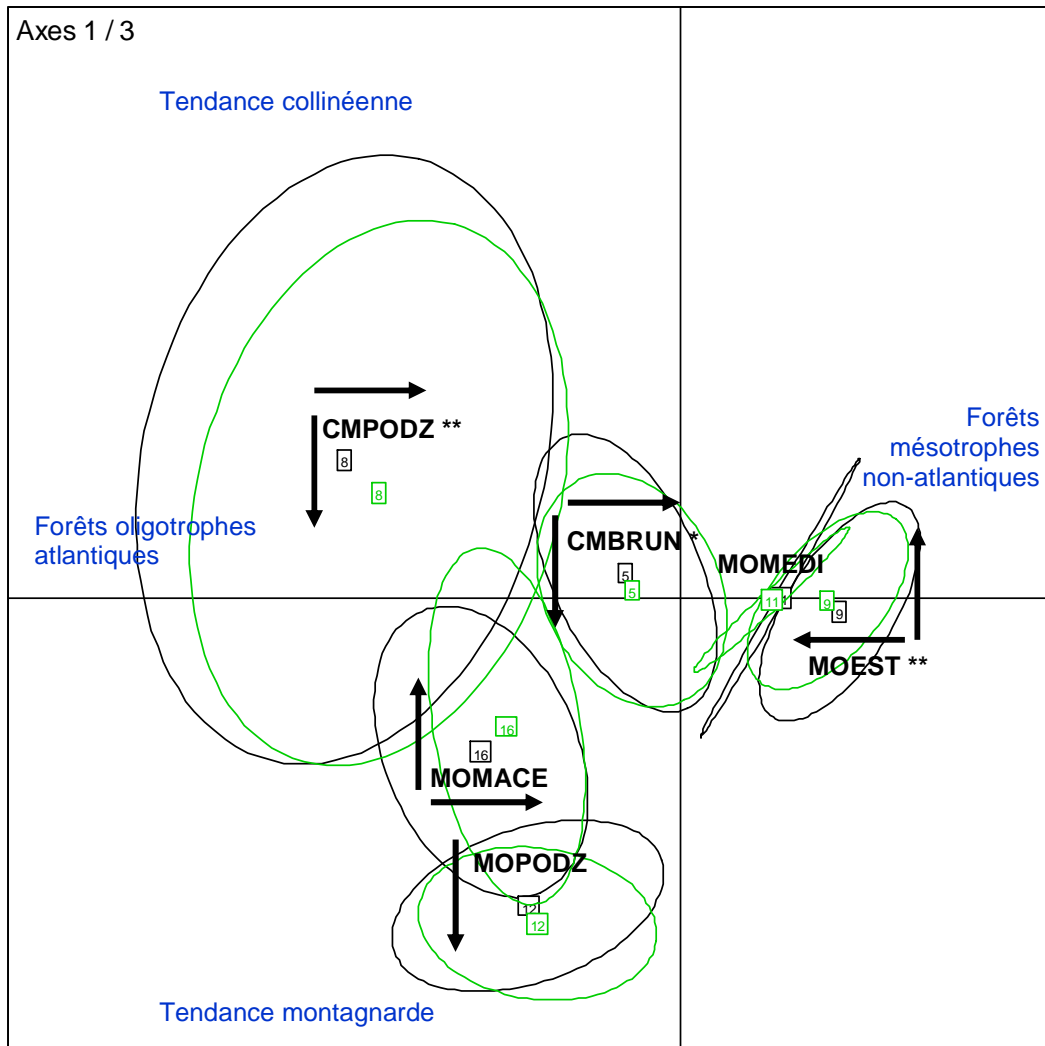 Axes 1 / 3
Tendance collinéenne
CMPODZ **
8
8
Forêts
mésotrophes
non-atlantiques
Forêts oligotrophes
atlantiques
CMBRUN *
5
5
MOMEDI
11
9
9
MOEST **
16
16
MOMACE
MOPODZ
12
12
Tendance montagnarde